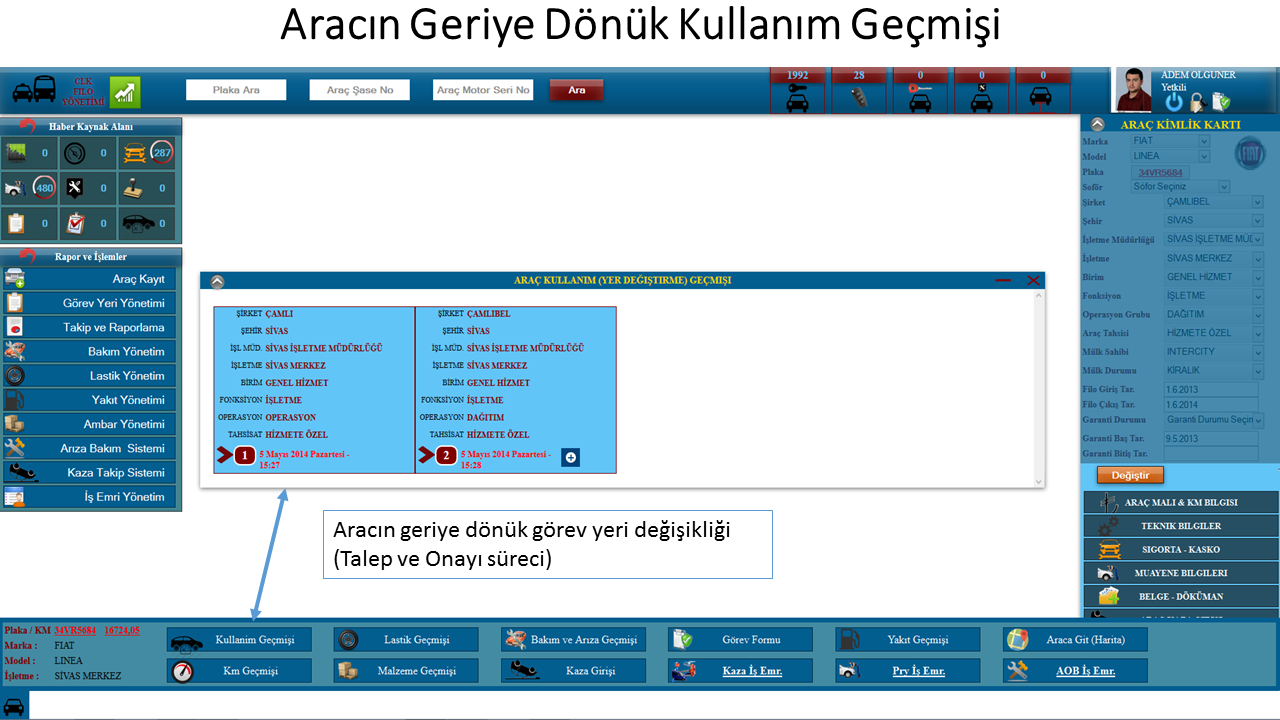 Aracın Geriye Dönük Kullanım Geçmişi
ÇLK
FİLO
YÖNETİMİ
Plaka Ara
Araç Şase No
Araç Motor Seri No
Ara
1992
28
0
0
0
ADEM OLGUNER
Yetkili
Haber Kaynak Alanı
0
0
287
480
0
0
0
0
0
Rapor ve İşlemler
Araç Kayıt
Görev Yeri Yönetimi
Takip ve Raporlama
Bakım Yönetim
Lastik Yönetim
Yakıt Yönetimi
Ambar Yönetimi
Arıza Bakım Sistemi
Kaza Takip Sistemi
İş Emri Yönetim
ARAÇ KULLANIM (YER DEĞİŞTİRME) GEÇMİŞI
ŞİRKET ÇAMLI
ŞEHİR SİVAS
İŞL MÜD. SİVAS İŞLETME MÜDÜRLÜĞÜ
İŞLETME SİVAS MERKEZ
BİRİM GENEL HİZMET
FONKSİYON İŞLETME
OPERASYON OPERASYON
TAHSİSAT HİZMETE ÖZEL
1 5 Mayıs 2014 Pazartesi -
15:27
ŞİRKET ÇAMLIBEL
ŞEHİR SİVAS
İŞL MÜD. SİVAS İŞLETME MÜDÜRLÜĞÜ
İŞLETME SİVAS MERKEZ
BİRİM GENEL HİZMET
FONKSİYON İŞLETME
OPERASYON DAĞITIM
TAHSİSAT HİZMETE ÖZEL
2 5 Mayıs 2014 Pazartesi -
15:28
Aracın geriye dönük görev yeri değişikliği
(Talep ve Onayı süreci)
ARAÇ KİMLİK KARTI
Marka FIAT
Model LINEA
FIAT
Plaka 34VR5684
Soför Söför Seçiniz
Şirket ÇAMLIBEL
Şehir SİVAS
İşletme Müdürlüğü SİVAS İŞLETME MÜD
İşletme SİVAS MERKEZ
Birim GENEL HİZMET
Fonksiyon İŞLETME
Operasyon Grubu DAĞITIM
Araç Tahsisi HİZMETE ÖZEL
Mülk Sahibi INTERCITY
Mülk Durumu KİRALIK
Filo Giriş Tar. 1.6.2013
Filo Çıkış Tar. 1.6.2014
Garanti Durumu Garanti Durumu Seçin
Garanti Baş Tar. 9.5.2013
Garanti Bitiş Tar.
Değiştir
ARAÇ MALI & KM BILGISI
TEKNIK BILGILER
SIGORTA - KASKO
MUAYENE BILGILERI
BELGE - DÖKÜMAN
Plaka / KM 34VR5684 16724,05
Marka : FIAT
Model : LINEA
İşletme : SİVAS MERKEZ
Kullanim Geçmişi
Lastik Geçmişi
Bakım ve Arıza Geçmişi
Görev Formu
Yakıt Geçmişi
Araca Git (Harita)
Km Geçmişi
Malzeme Geçmişi
Kaza Girişi
Kaza İş Emr.
Pry İş Emr.
AOB İş Emr.